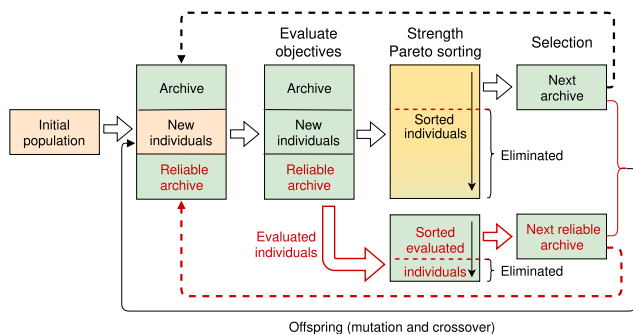 Evaluate
objectives
Strength
Pareto sorting
Selection
Initial
population
Archive
New
individuals
Reliable
archive
Archive
New
individuals
Reliable
archive
Sorted
individuals
Eliminated
Next
archive
Evaluated
individuals
Sorted
evaluated
individuals
Eliminated
Next reliable
archive
Offspring (mutation and crossover)